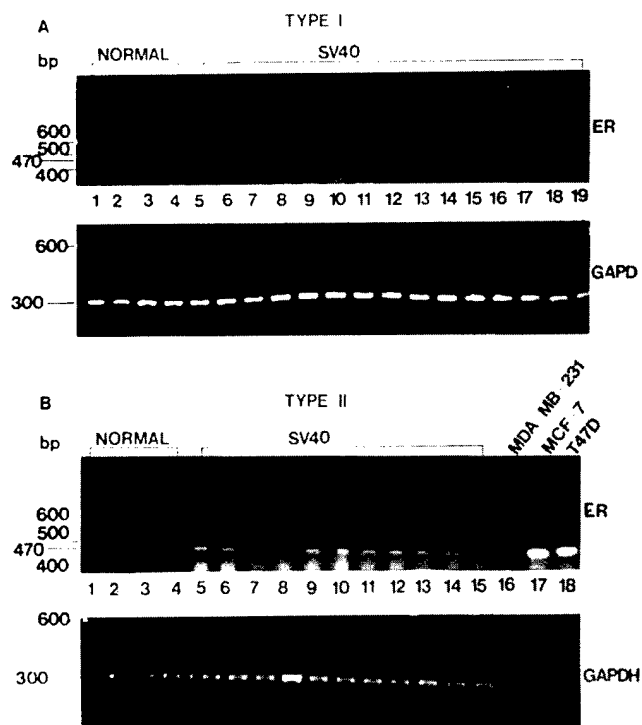 A
TYPE I
bp
NORMAL
SV40
600
500
470
400
ER
1 2 3 4 5 6 7 8 9 10 11 12 13 14 15 16 17 18 19
600
300
GAPD
B
TYPE II
bp
NORMAL
SV40
MDA MB 231
MCF 7
T47D
600
500
470
400
ER
1 2 3 4 5 6 7 8 9 10 11 12 13 14 15 16 17 18
600
300
GAPDH